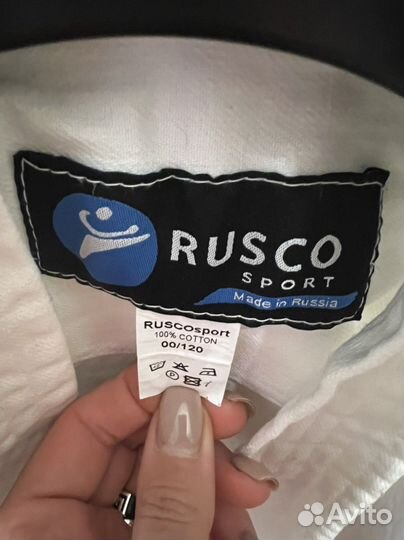 RUSCO
SPORT
Made in Russia
RUSCOsport
100% COTTON
00/120
P
Avito